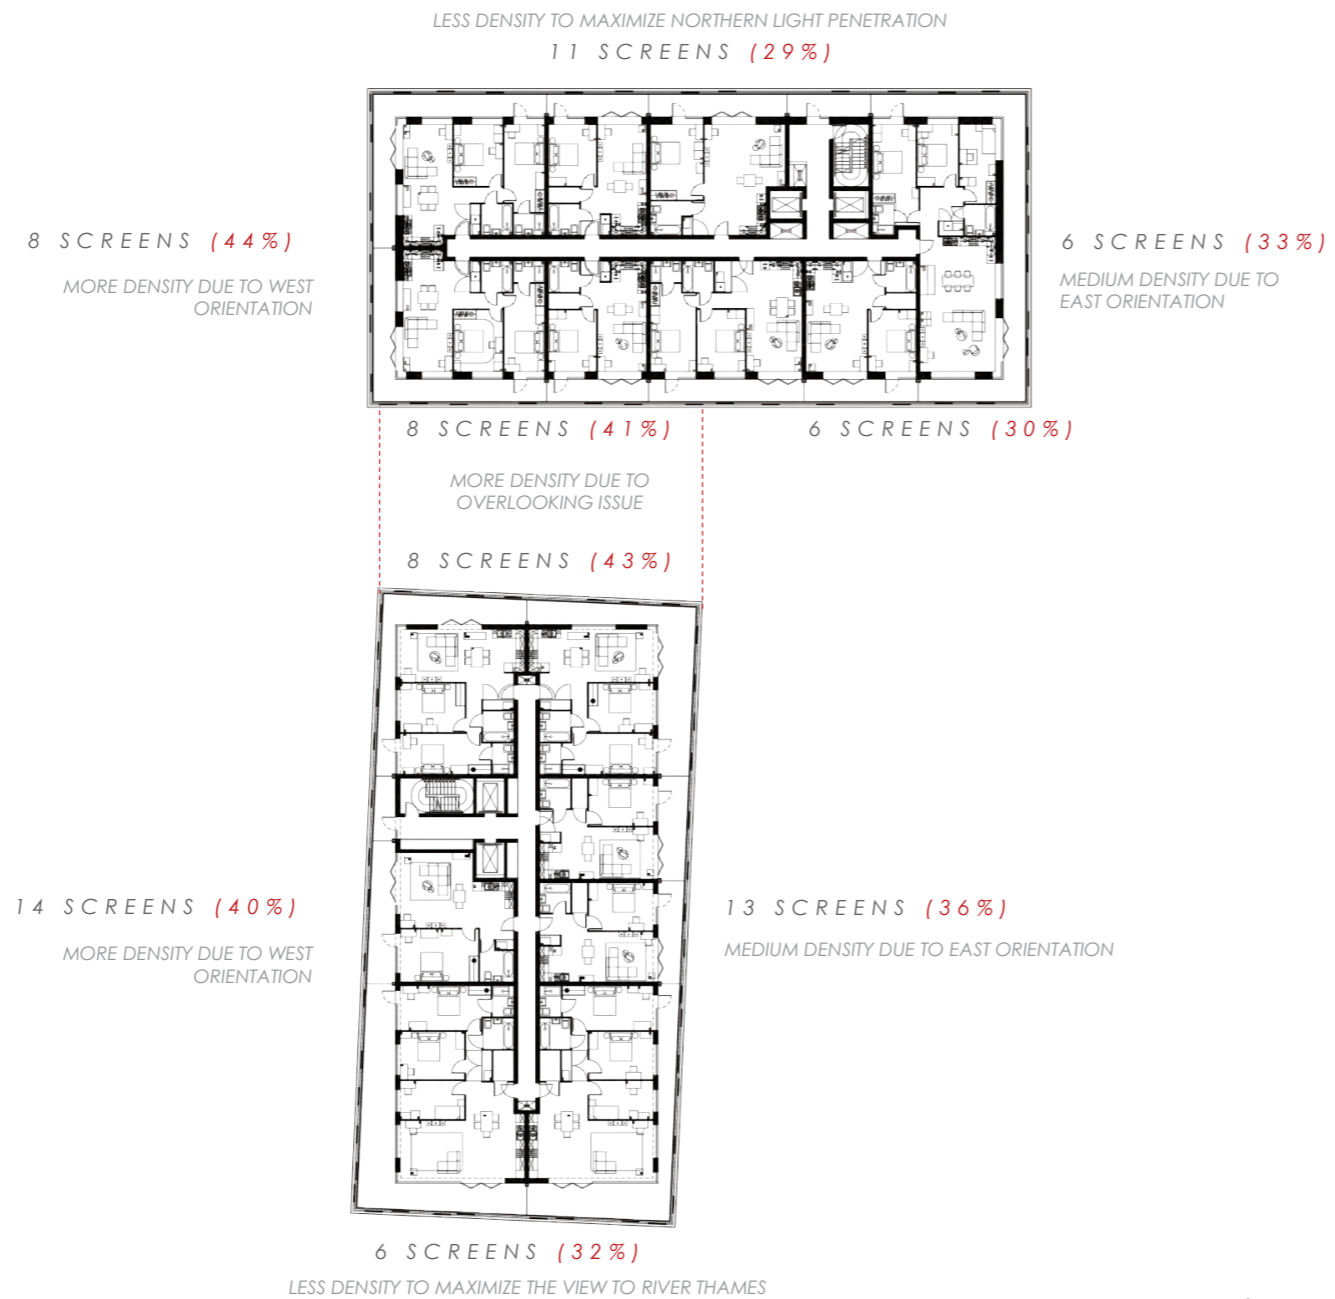 LESS DENSITY TO MAXIMIZE NORTHERN LIGHT PENETRATION
11 SCREENS (29%)
8 SCREENS (44%)
MORE DENSITY DUE TO WEST
ORIENTATION
6 SCREENS (33%)
MEDIUM DENSITY DUE TO
EAST ORIENTATION
8 SCREENS (41%)
6 SCREENS (30%)
MORE DENSITY DUE TO
OVERLOOKING ISSUE
8 SCREENS (43%)
14 SCREENS (40%)
MORE DENSITY DUE TO WEST
ORIENTATION
13 SCREENS (36%)
MEDIUM DENSITY DUE TO EAST ORIENTATION
6 SCREENS (32%)
LESS DENSITY TO MAXIMIZE THE VIEW TO RIVER THAMES